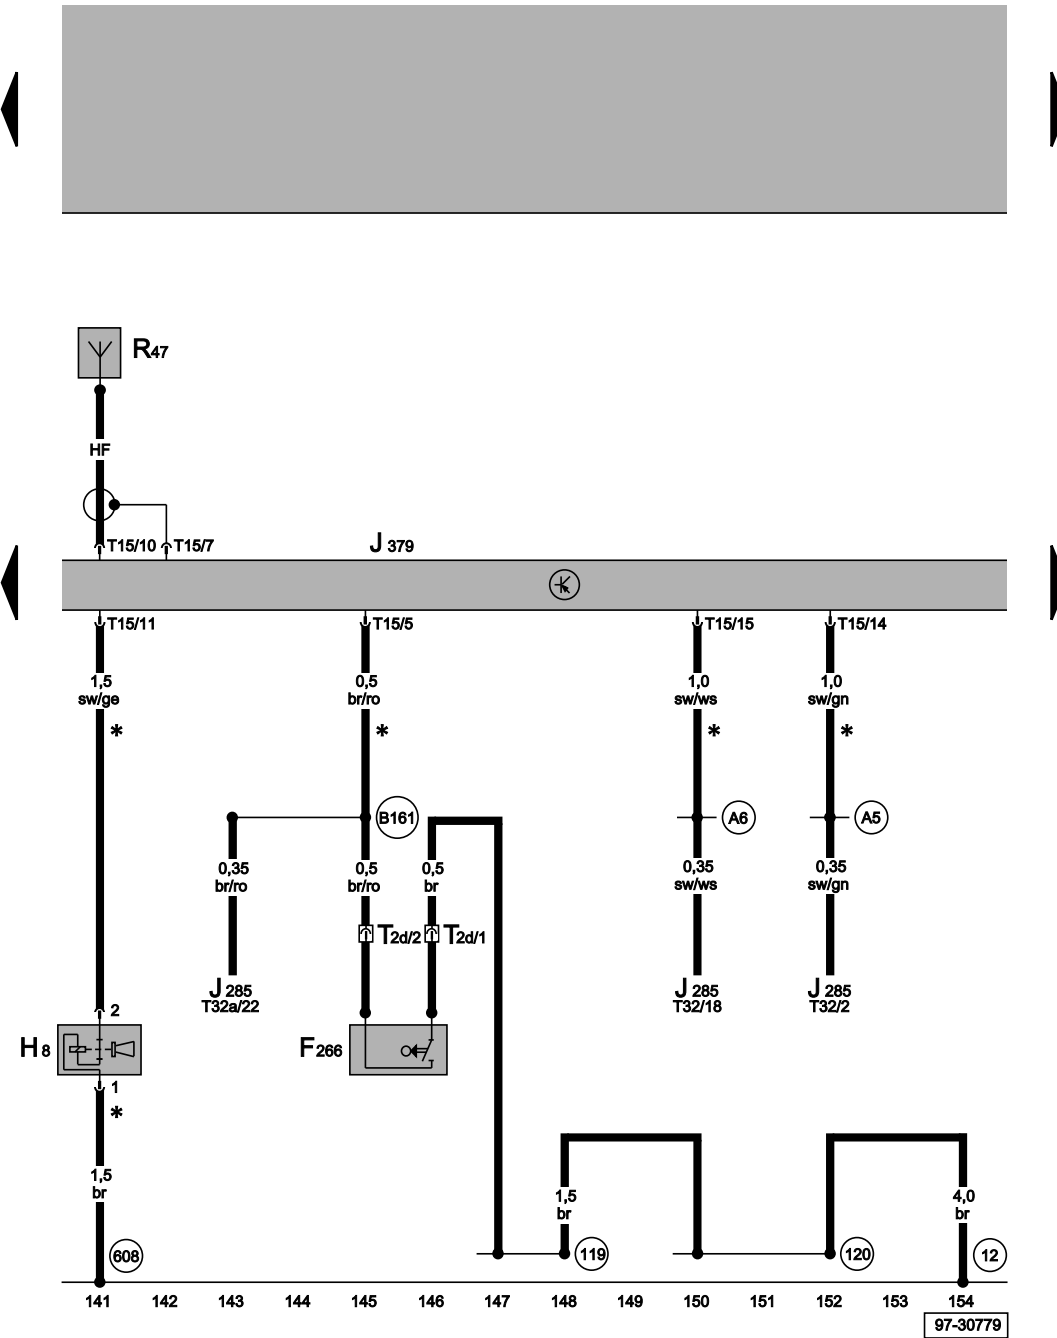 R47
HF
T15/10 T15/7 J 379
T15/11 T15/5 T15/15 T15/14
1,5 0,5 1,0 1,0
sw/ge br/ro sw/ws sw/gn
* * * *
B161 A6 A5
0,35 0,5 0,5 0,35 0,35
br/ro br/ro br sw/ws sw/gn
T2d/2 T2d/1
J 285 J 285 J 285
T32a/22 T32/18 T32/2
2
H 8 F 266
1
*
1,5 1,5 4,0
br br br
608 119 120 12
141 142 143 144 145 146 147 148 149 150 151 152 153 154
97-30779